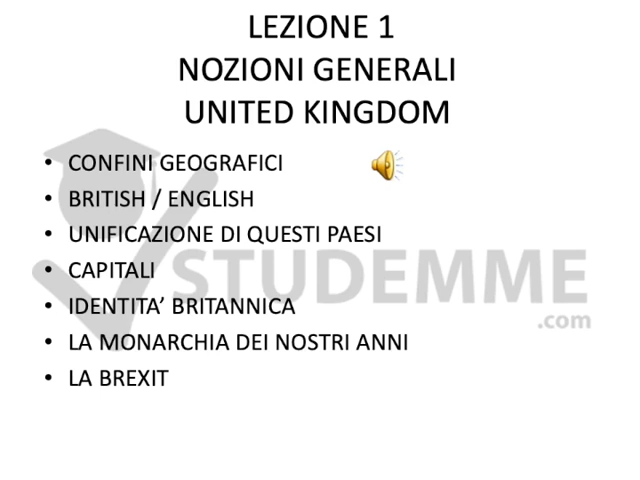 LEZIONE 1
NOZIONI GENERALI
UNITED KINGDOM
• CONFINI GEOGRAFICI
• BRITISH / ENGLISH
• UNIFICAZIONE DI QUESTI PAESI
• CAPITALI
• IDENTITA’ BRITANNICA
• LA MONARCHIA DEI NOSTRI ANNI
• LA BREXIT
STUDEMME
.com